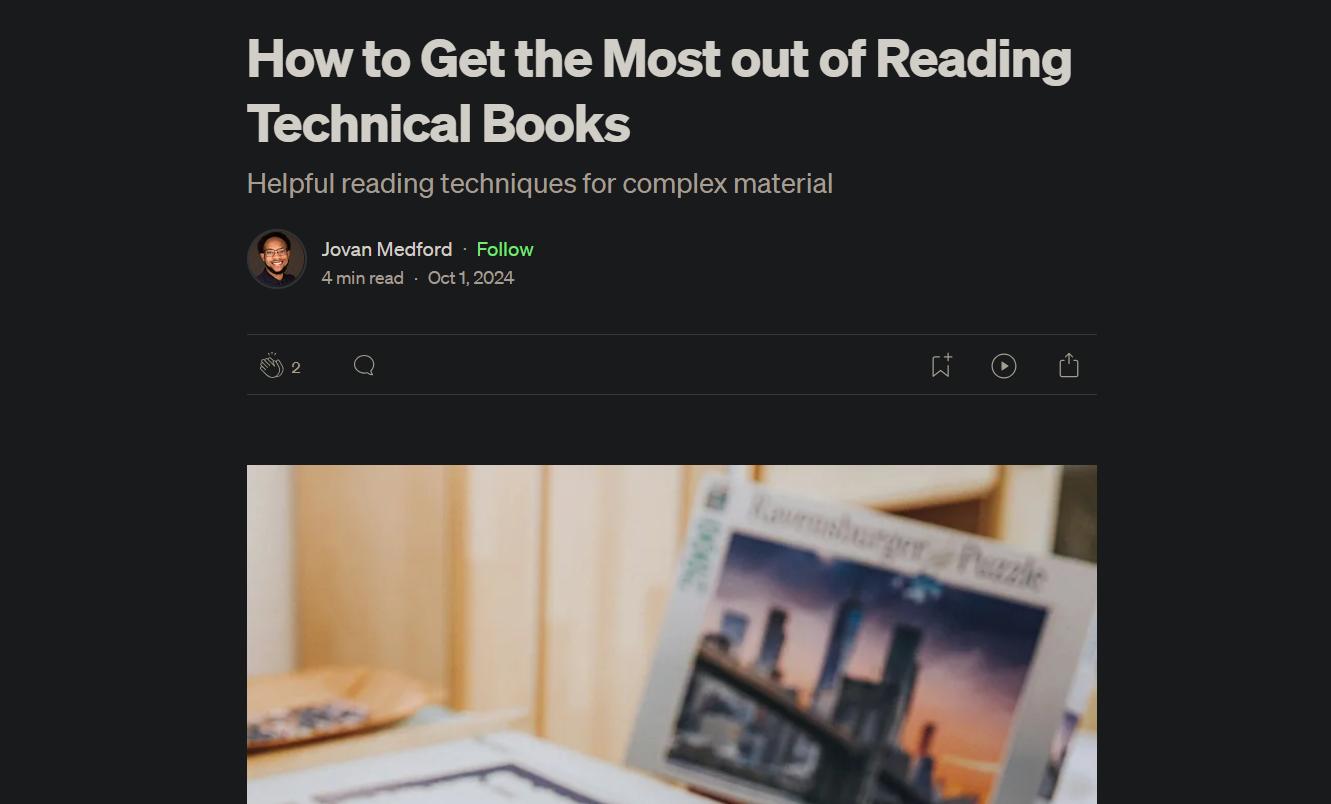 How to Get the Most out of Reading
Technical Books
Helpful reading techniques for complex material
Jovan Medford · Follow
4 min read · Oct 1, 2024
2
Ravensburger Puzzle